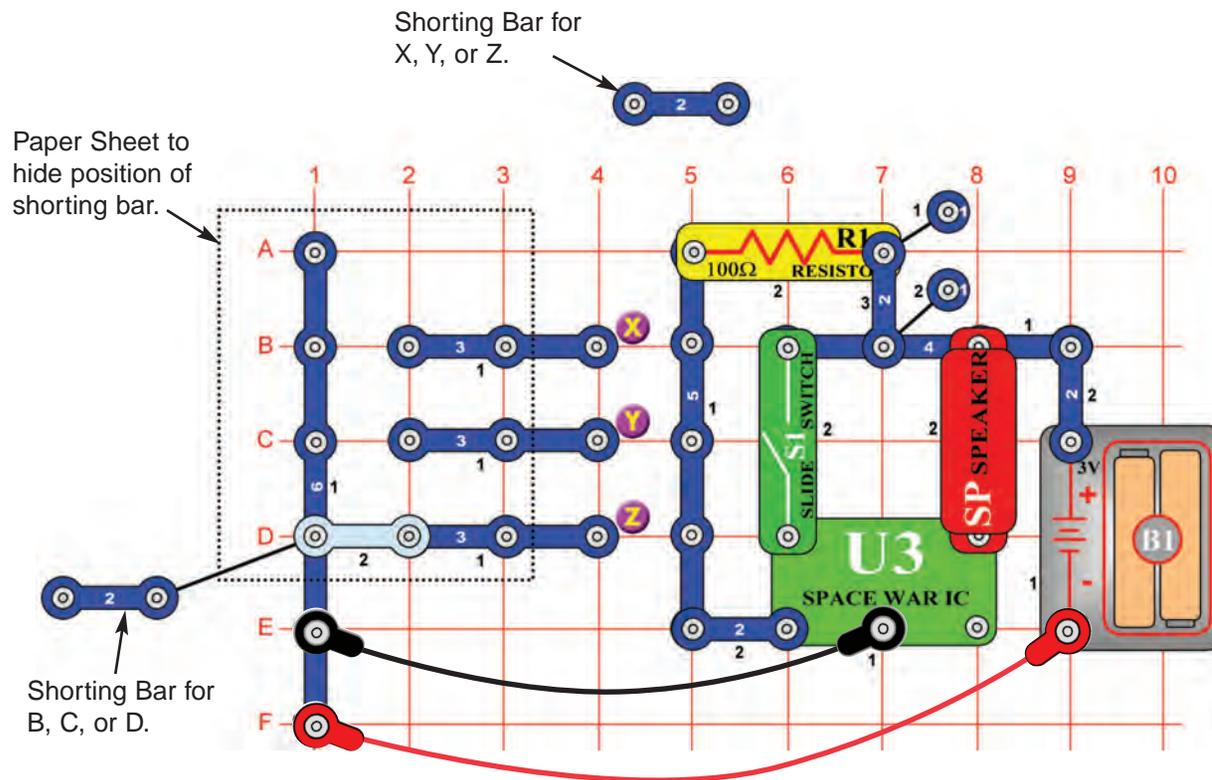 Shorting Bar for
X, Y, or Z.
2
Paper Sheet to
hide position of
shorting bar.
1 2 3 4 5 6 7 8 9 10
A
R1
100Ω RESISTO
2
1 1
2 1
3 2
B
3
1
X
4
1
C
3
1
Y
5
1
S1
SLIDE SWITCH
2
2
SP SPEAKER
2 2
3V
+
-
B1
1
6 1
D
2
3
1
Z
U3
SPACE WAR IC
2
E
2
2
1
Shorting Bar for
B, C, or D.
F